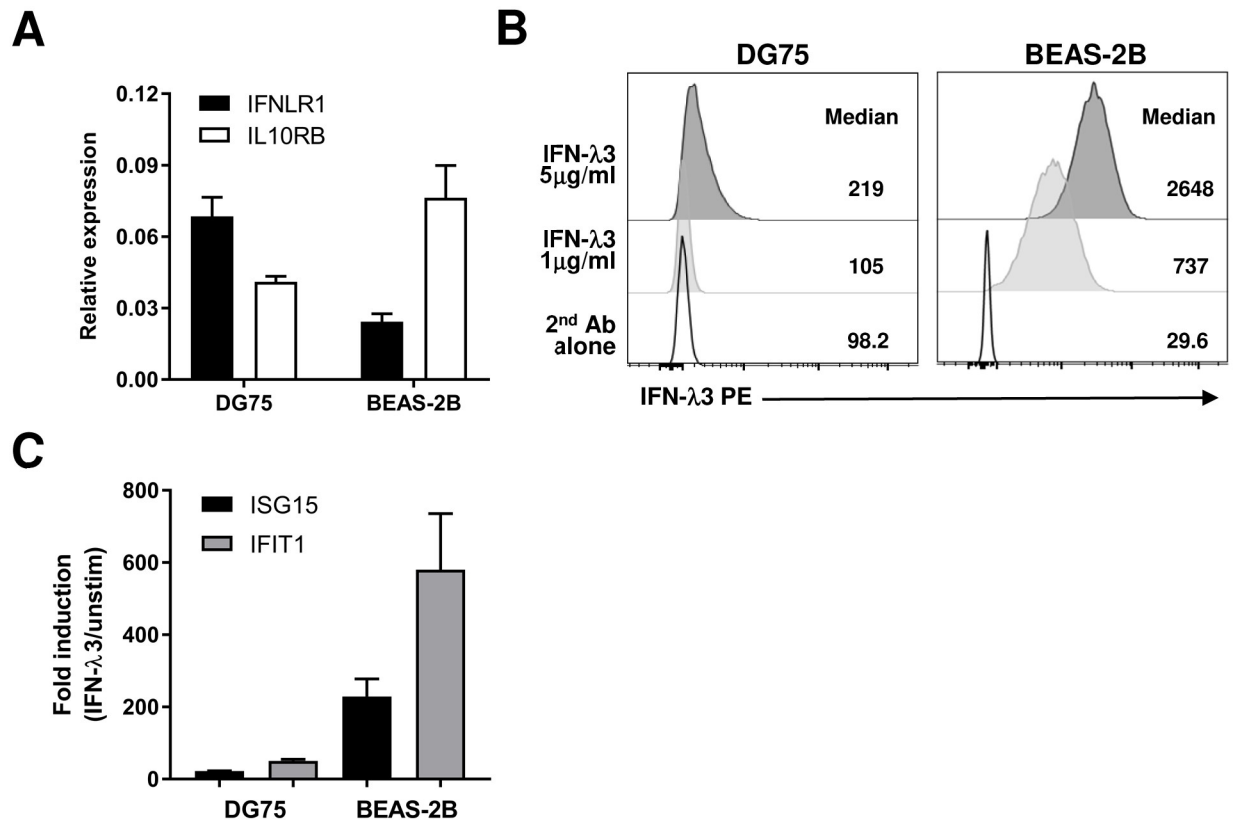 A
Relative expression
0.12
0.09
0.06
0.03
0.00
IFNLR1
IL10RB
DG75
BEAS-2B
B
DG75
BEAS-2B
IFN-λ3
5μg/ml
IFN-λ3
1μg/ml
2nd Ab
alone
Median
219
105
98.2
Median
2648
737
29.6
IFN-λ3 PE
C
Fold induction
(IFN-λ3/unstim)
800
600
400
200
0
ISG15
IFIT1
DG75
BEAS-2B